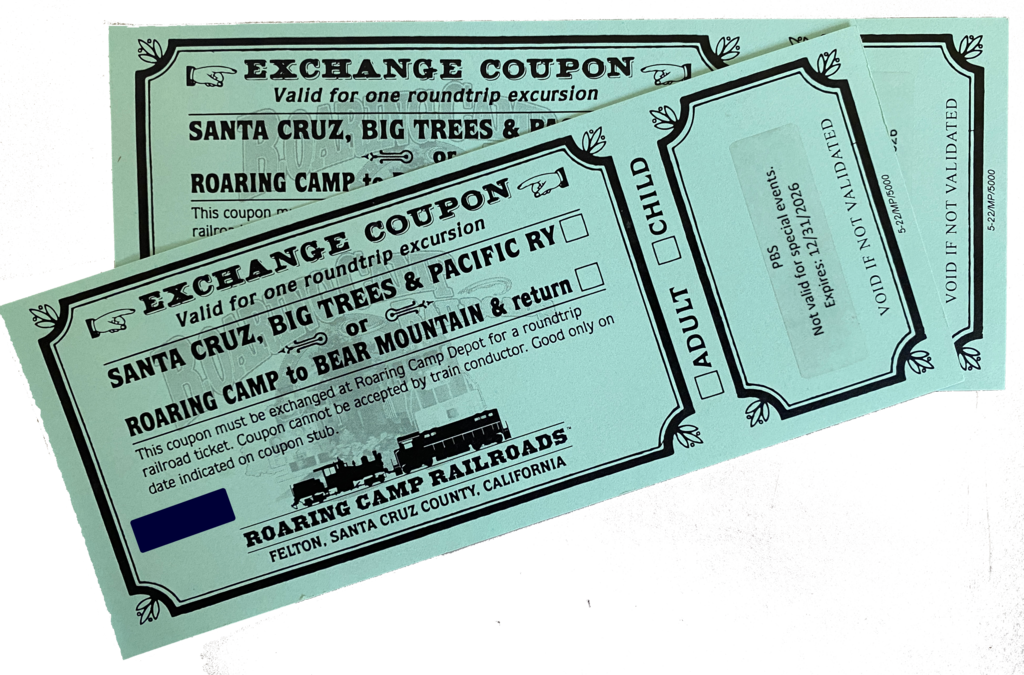 EXCHANGE COUPON
Valid for one roundtrip excursion
SANTA CRUZ, BIG TREES &
or
ROARING CAMP to
This coupon
VOID IF NOT VALIDATED
5-22/MP/5000
EXCHANGE COUPON
Valid for one roundtrip excursion
SANTA CRUZ, BIG TREES & PACIFIC RY
or
ROARING CAMP to BEAR MOUNTAIN & return
This coupon must be exchanged at Roaring Camp Depot for a roundtrip
railroad ticket. Coupon cannot be accepted by train conductor. Good only on
date indicated on coupon stub.
ROARING CAMP RAILROADS™
FELTON, SANTA CRUZ COUNTY, CALIFORNIA
ADULT
CHILD
PBS
Not valid for special events.
Expires: 12/31/2026
VOID IF NOT VALIDATED
5-22/MP/5000